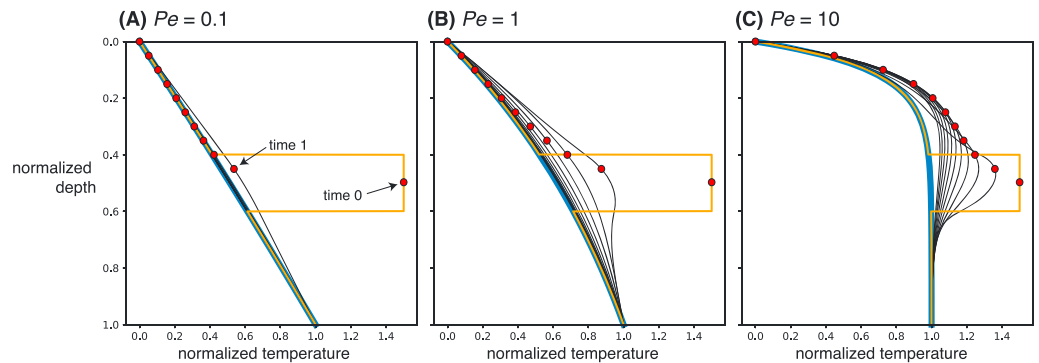 (A) Pe = 0.1
(B) Pe = 1
(C) Pe = 10
normalized
depth
0.0
0.2
0.4
0.6
0.8
1.0
time 1
time 0
0.0 0.2 0.4 0.6 0.8 1.0 1.2 1.4
0.0 0.2 0.4 0.6 0.8 1.0 1.2 1.4
0.0 0.2 0.4 0.6 0.8 1.0 1.2 1.4
normalized temperature
normalized temperature
normalized temperature